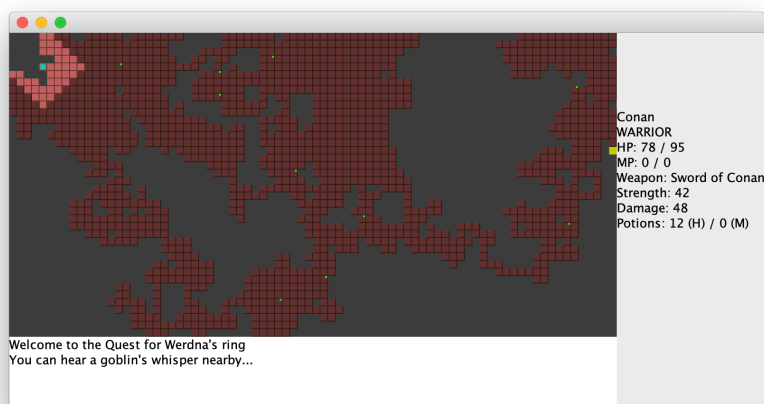 Conan
WARRIOR
HP: 78 / 95
MP: 0 / 0
Weapon: Sword of Conan
Strength: 42
Damage: 48
Potions: 12 (H) / 0 (M)
Welcome to the Quest for Werdna's ring
You can hear a goblin's whisper nearby...